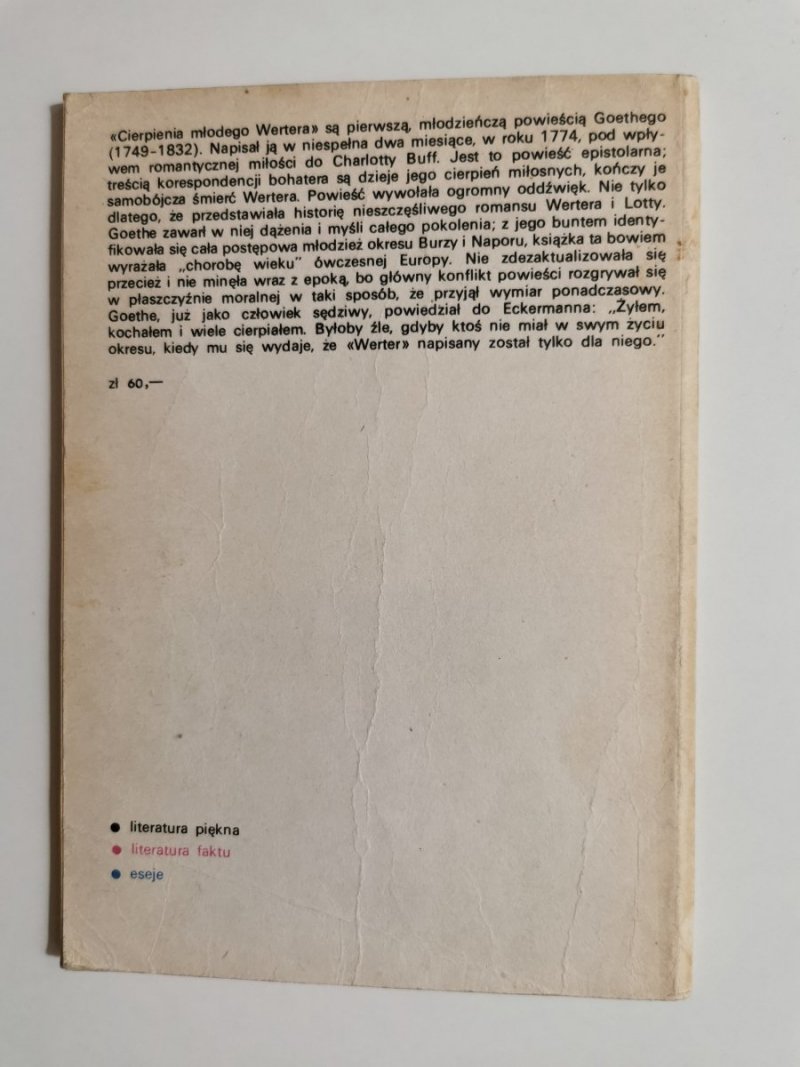 «Cierpienia młodego Wertera» są pierwszą, młodzieńczą powieścią Goethego
(1749-1832). Napisał ją w niespełna dwa miesiące, w roku 1774, pod wpły-
wem romantycznej miłości do Charlotty Buff. Jest to powieść epistolarna;
treścią korespondencji bohatera są dzieje jego cierpień miłosnych, kończy je
samobójcza śmierć Wertera. Powieść wywołała ogromny oddźwięk. Nie tylko
dlatego, że przedstawiała historię nieszczęśliwego romansu Wertera i Lotty.
Goethe zawarł w niej dążenia i myśli całego pokolenia; z jego buntem identy-
fikowała się cała postępowa młodzież okresu Burzy i Naporu, książka ta bowiem
wyrażała „chorobę wieku" ówczesnej Europy. Nie zdezaktualizowała się
przecież i nie minęła wraz z epoką, bo główny konflikt powieści rozgrywał się
w płaszczyźnie moralnej w taki sposób, że przyjął wymiar ponadczasowy.
Goethe, już jako człowiek sędziwy, powiedział do Eckermanna: „Żyłem,
kochałem i wiele cierpiałem. Byłoby źle, gdyby ktoś nie miał w swym życiu
okresu, kiedy mu się wydaje, że «Werter» napisany został tylko dla niego."
zł 60,—
● literatura piękna
● literatura faktu
● eseje